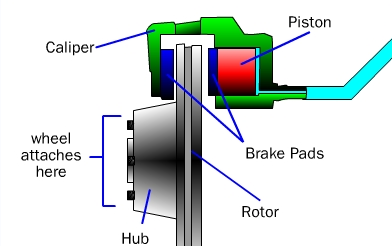 Piston
Caliper
wheel
attaches
here
Brake Pads
Rotor
Hub